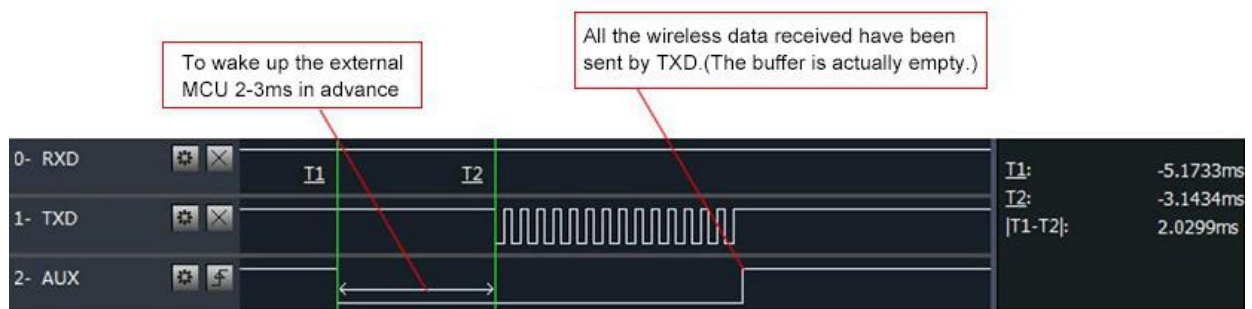 To wake up the external
MCU 2-3ms in advance
All the wireless data received have been
sent by TXD.(The buffer is actually empty.)
0- RXD
T1
T2
T1: -5.1733ms
T2: -3.1434ms
|T1-T2|: 2.0299ms
1- TXD
2- AUX